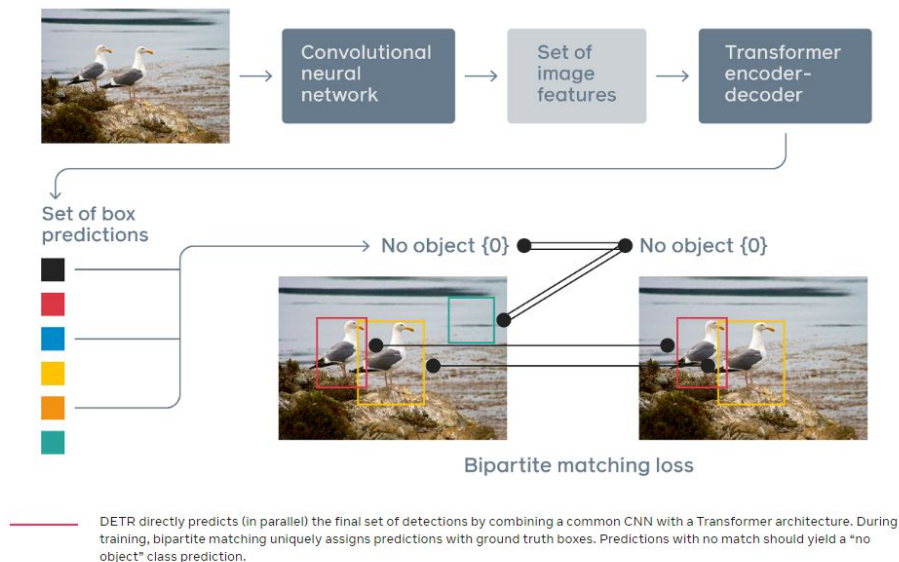 Convolutional
neural
network
Set of
image
features
Transformer
encoder-
decoder
Set of box
predictions
No object {0}
No object {0}
Bipartite matching loss
DETR directly predicts (in parallel) the final set of detections by combining a common CNN with a Transformer architecture. During
training, bipartite matching uniquely assigns predictions with ground truth boxes. Predictions with no match should yield a “no
object” class prediction.